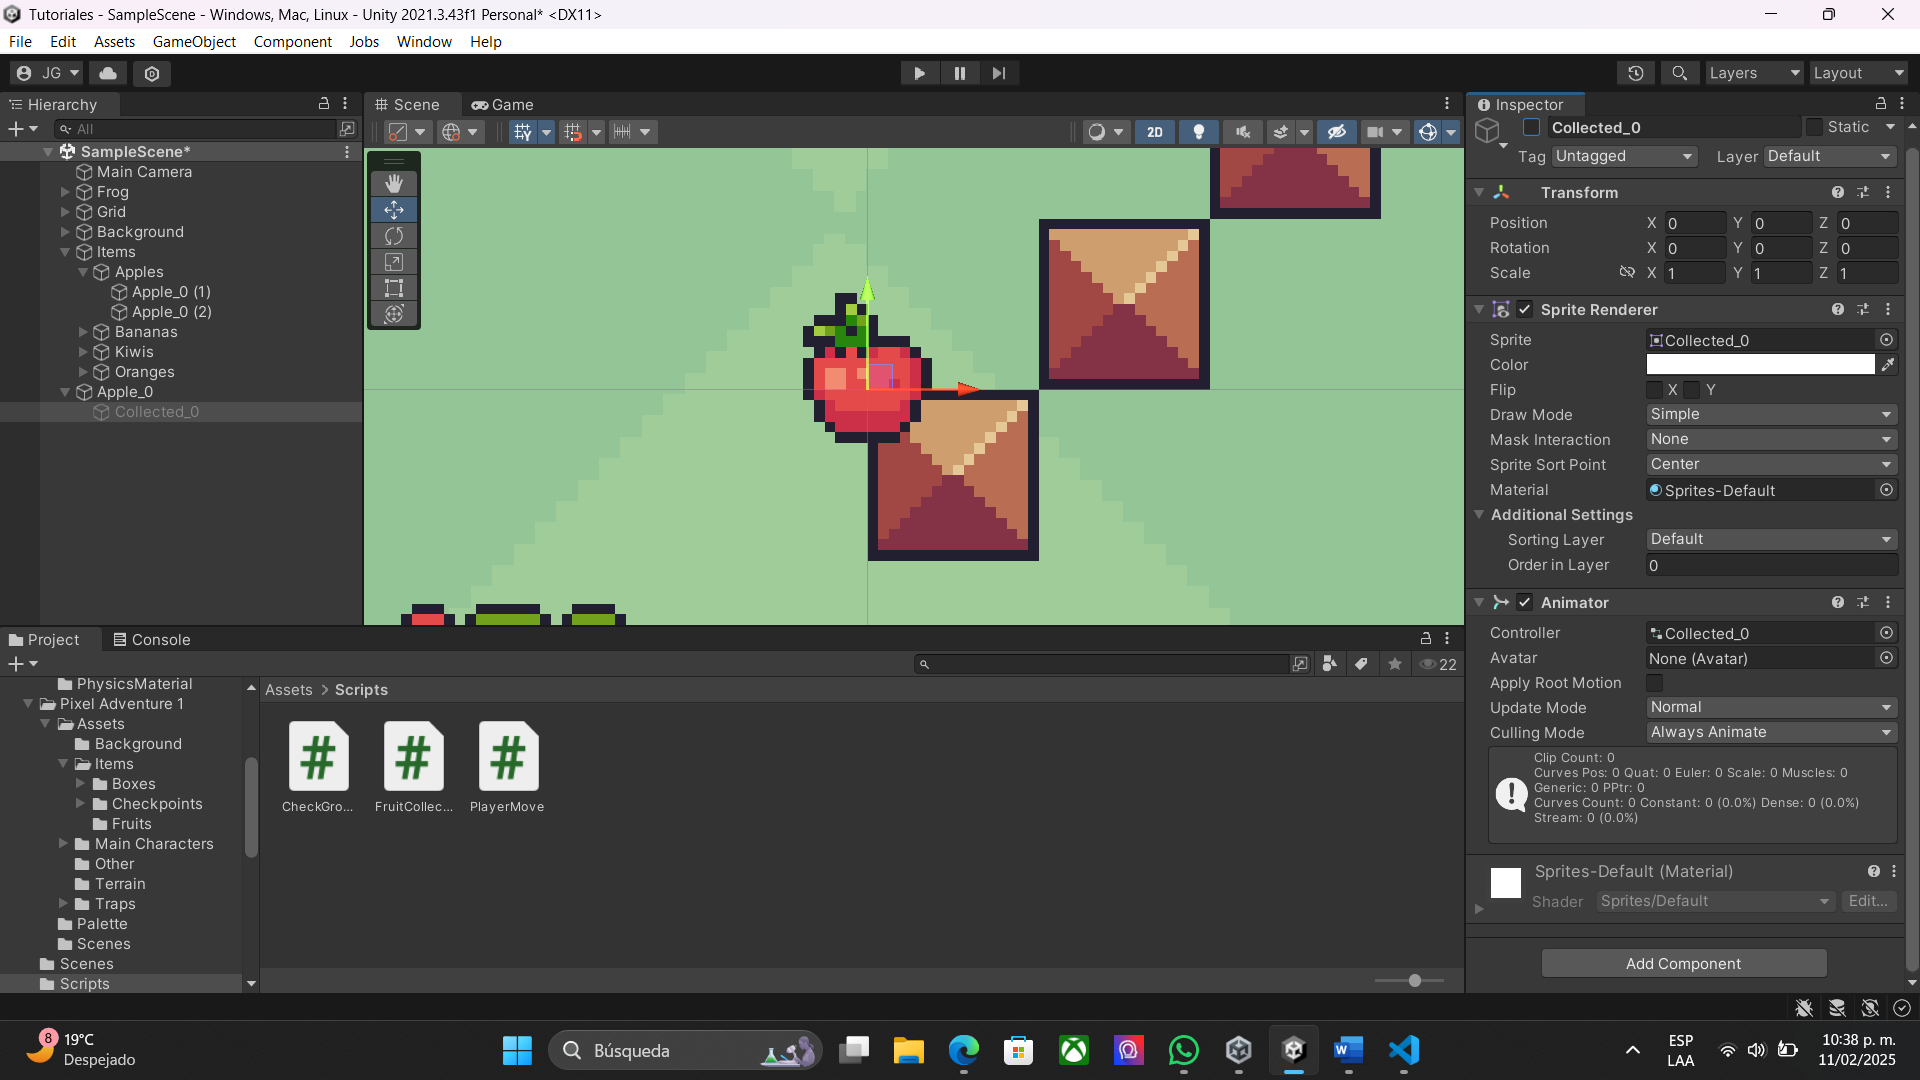 Tutoriales - SampleScene - Windows, Mac, Linux - Unity 2021.3.43f1 Personal* <DX11>
File Edit Assets GameObject Component Jobs Window Help
JG Layers Layout
Hierarchy
All
SampleScene*
Main Camera
Frog
Grid
Background
Items
Apples
Apple_0 (1)
Apple_0 (2)
Bananas
Kiwis
Oranges
Apple_0
Collected_0
Scene Game
2D
Inspector
Collected_0 Static
Tag Untagged Layer Default
Transform
Position X 0 Y 0 Z 0
Rotation X 0 Y 0 Z 0
Scale X 1 Y 1 Z 1
Sprite Renderer
Sprite Collected_0
Color
Flip X Y
Draw Mode Simple
Mask Interaction None
Sprite Sort Point Center
Material Sprites-Default
Additional Settings
Sorting Layer Default
Order in Layer 0
Animator
Controller Collected_0
Avatar None (Avatar)
Apply Root Motion
Update Mode Normal
Culling Mode Always Animate
Clip Count: 0
Curves Pos: 0 Quat: 0 Euler: 0 Scale: 0 Muscles: 0
Generic: 0 PPtr: 0
Curves Count: 0 Constant: 0 (0.0%) Dense: 0 (0.0%)
Stream: 0 (0.0%)
Sprites-Default (Material)
Shader Sprites/Default Edit...
Add Component
Project Console
22
PhysicsMaterial
Pixel Adventure 1
Assets
Background
Items
Boxes
Checkpoints
Fruits
Main Characters
Other
Terrain
Traps
Palette
Scenes
Scenes
Scripts
Assets > Scripts
CheckGro... FruitCollec... PlayerMove
8 19°C
Despejado
Búsqueda
ESP
LAA
10:38 p. m.
11/02/2025